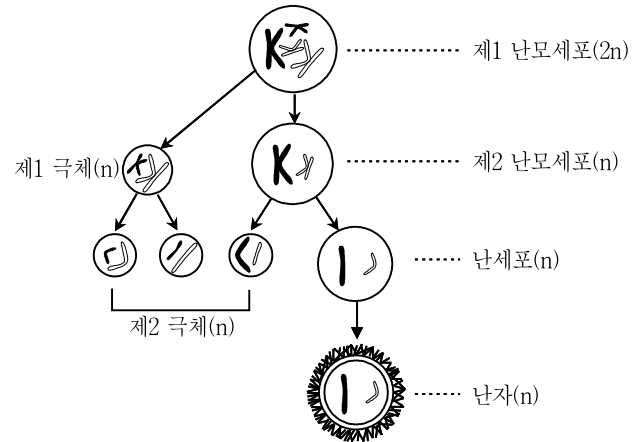 제1 난모세포(2n)
제1 극체(n)
제2 난모세포(n)
난세포(n)
제2 극체(n)
난자(n)